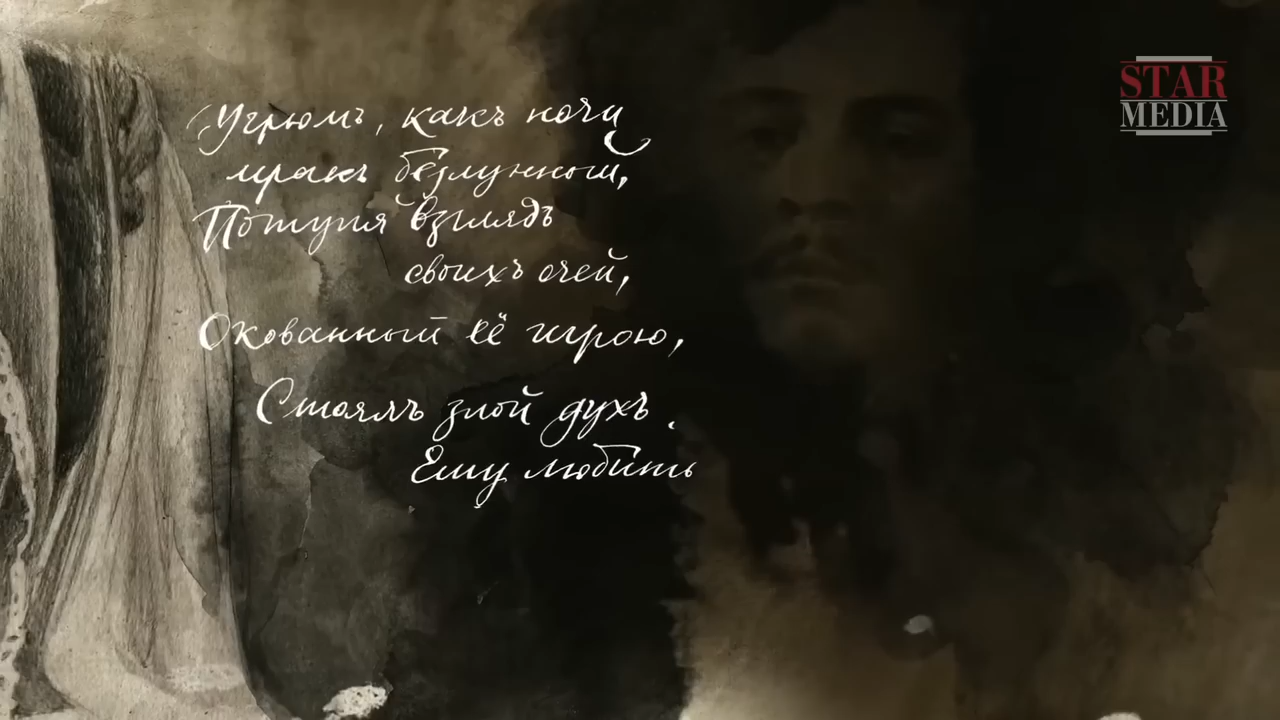 Угрюмъ, какъ ночи
мракъ безлунной,
Потупя взглядъ
своихъ очей,
Окованный её игрою,
Стоялъ злой духъ.
Ему любить
STAR
MEDIA